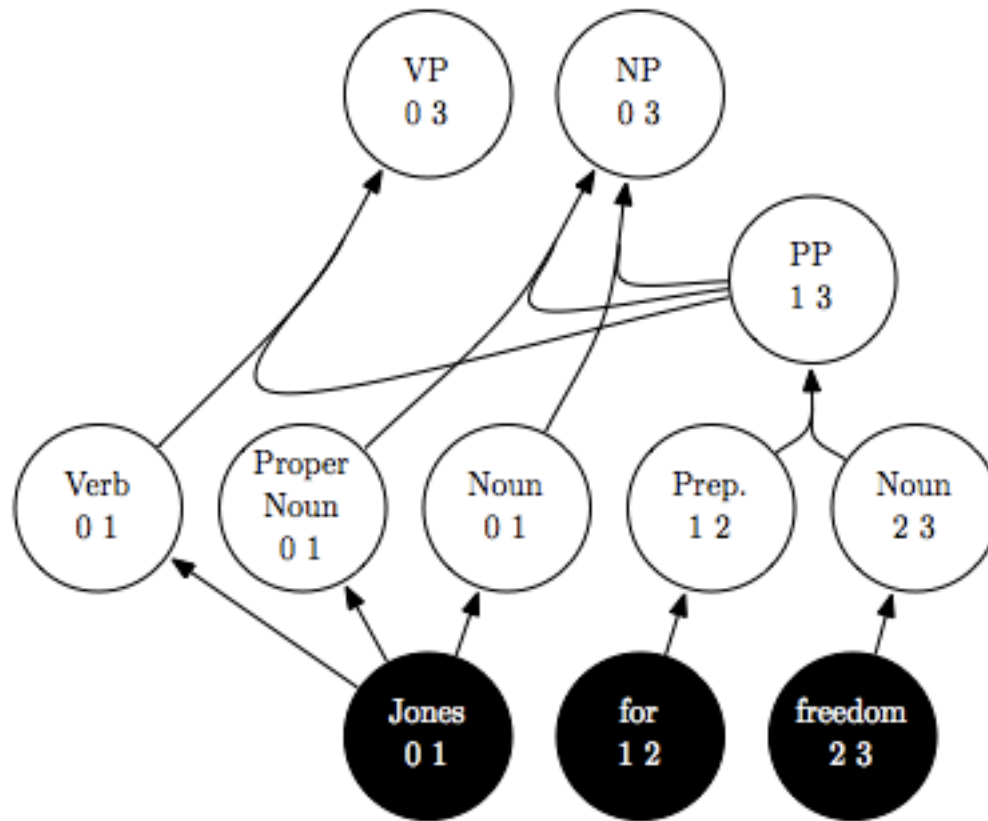 VP
0 3
NP
0 3
PP
1 3
Verb
0 1
Proper
Noun
0 1
Noun
0 1
Prep.
1 2
Noun
2 3
Jones
0 1
for
1 2
freedom
2 3